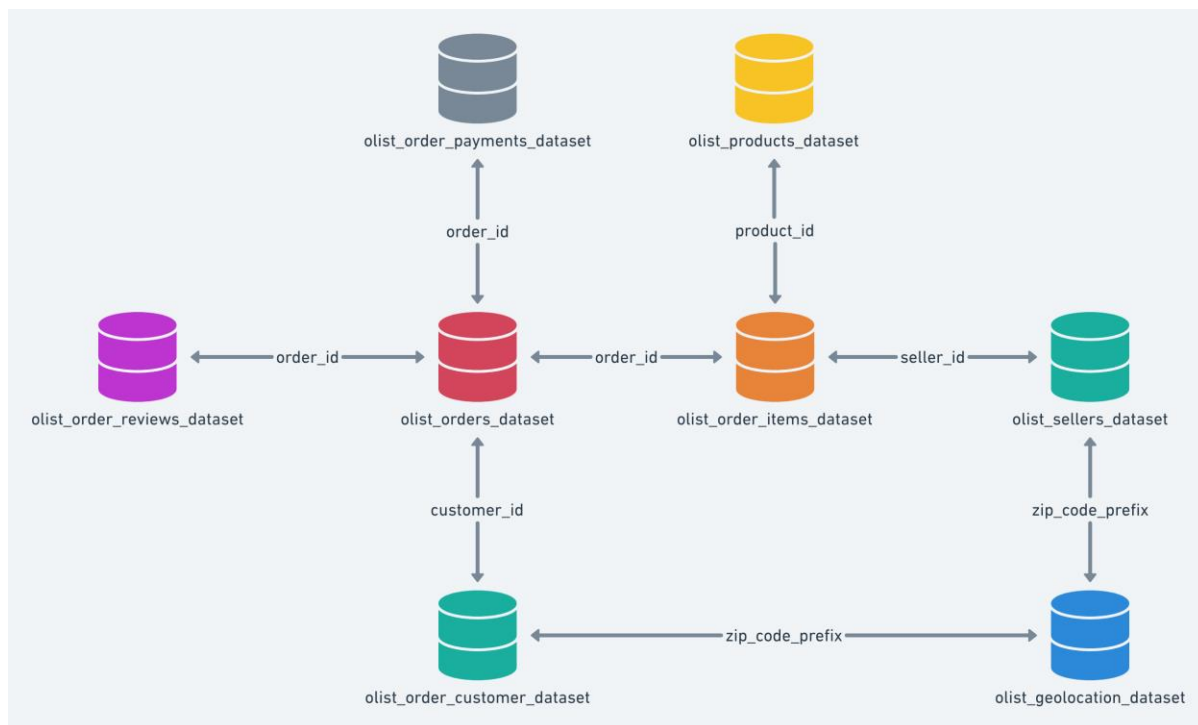 olist_order_payments_dataset
olist_products_dataset
order_id
product_id
order_id
order_id
seller_id
olist_order_reviews_dataset
olist_orders_dataset
olist_order_items_dataset
olist_sellers_dataset
customer_id
zip_code_prefix
zip_code_prefix
olist_order_customer_dataset
olist_geolocation_dataset